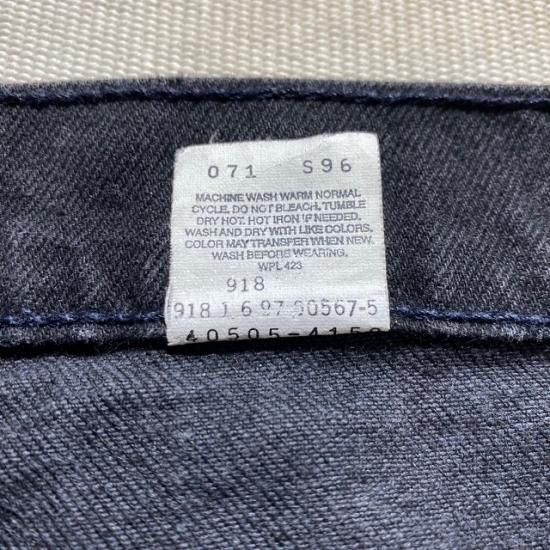 071 S96
MACHINE WASH WARM NORMAL
CYCLE. DO NOT BLEACH. TUMBLE
DRY HOT. HOT IRON IF NEEDED.
WASH AND DRY WITH LIKE COLORS.
COLOR MAY TRANSFER WHEN NEW.
WASH BEFORE WEARING.
WPL 423
918
918 1 6 97 00567-5
40505-4159